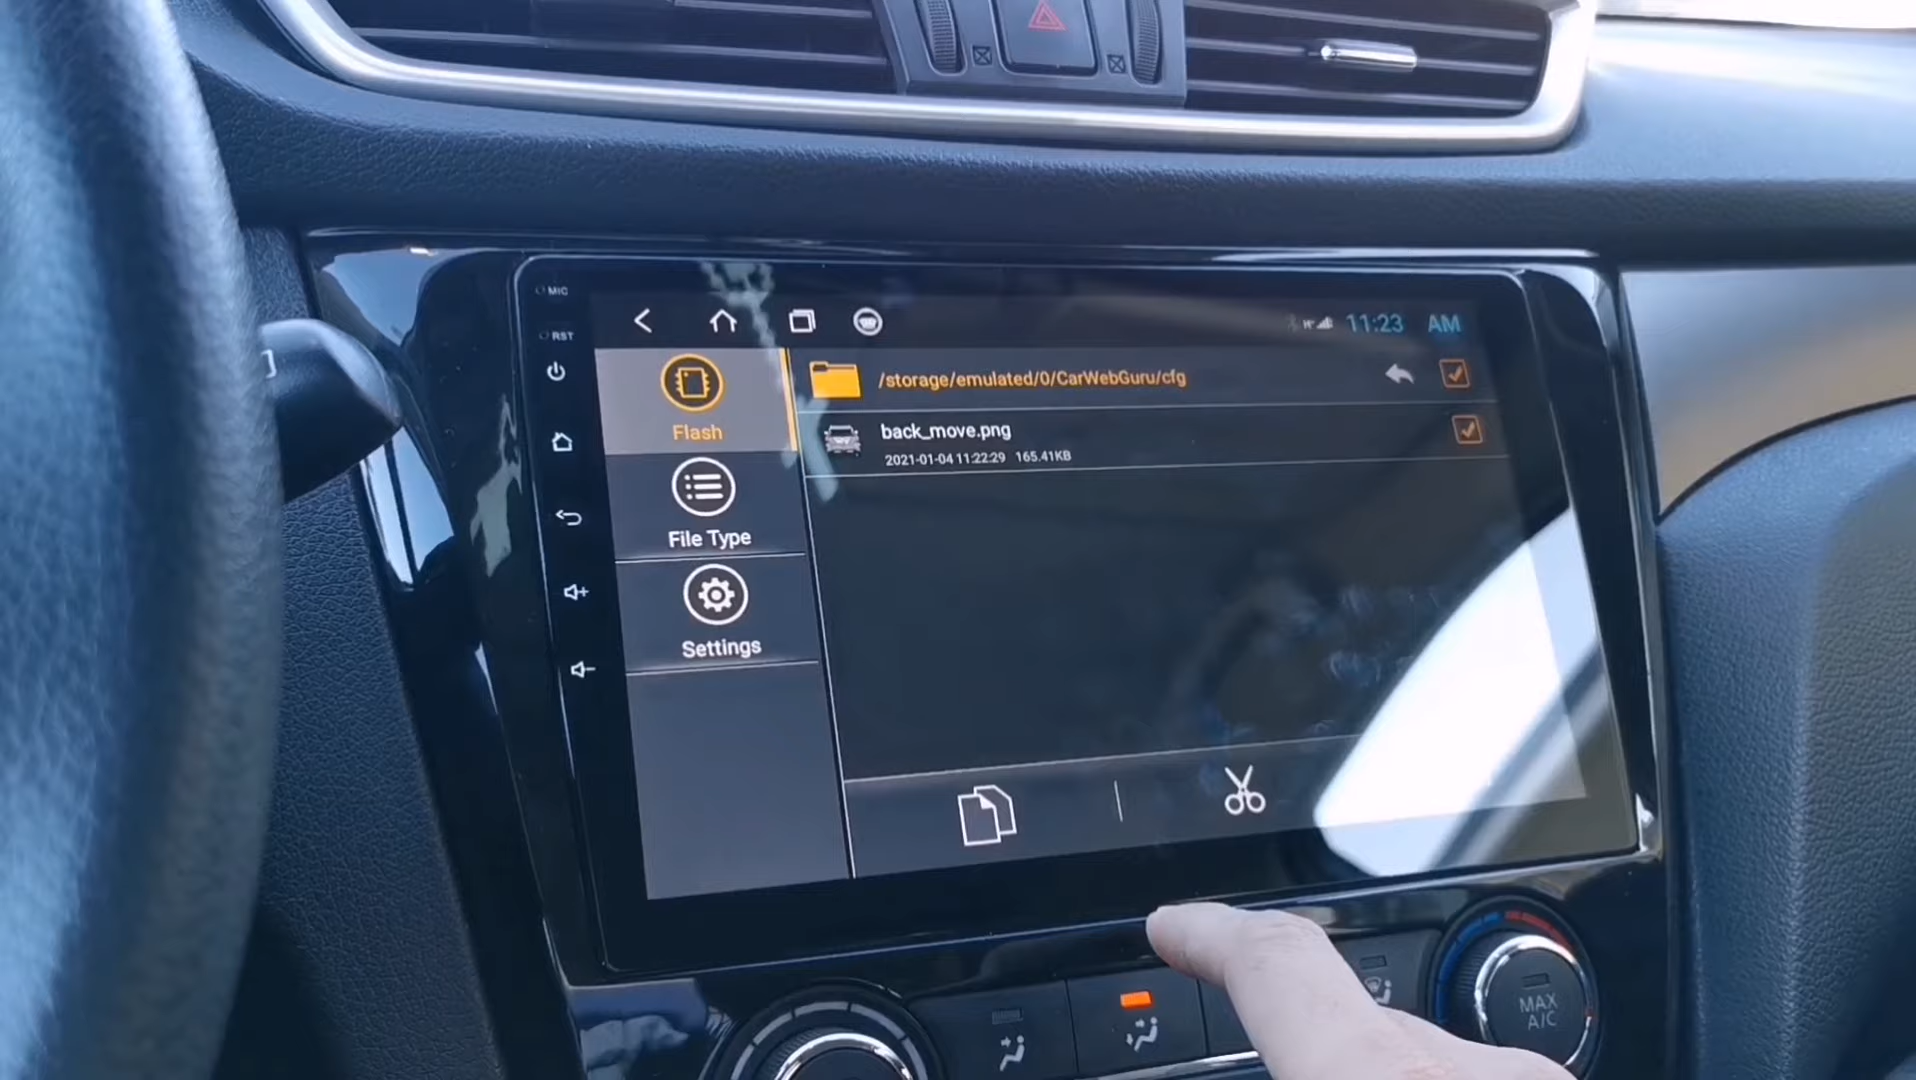 MIC
RST
11:23 AM
Flash
/storage/emulated/0/CarWebGuru/cfg
back_move.png
2021-01-04 11:22:29 165.41KB
File Type
Settings
MAX
A/C